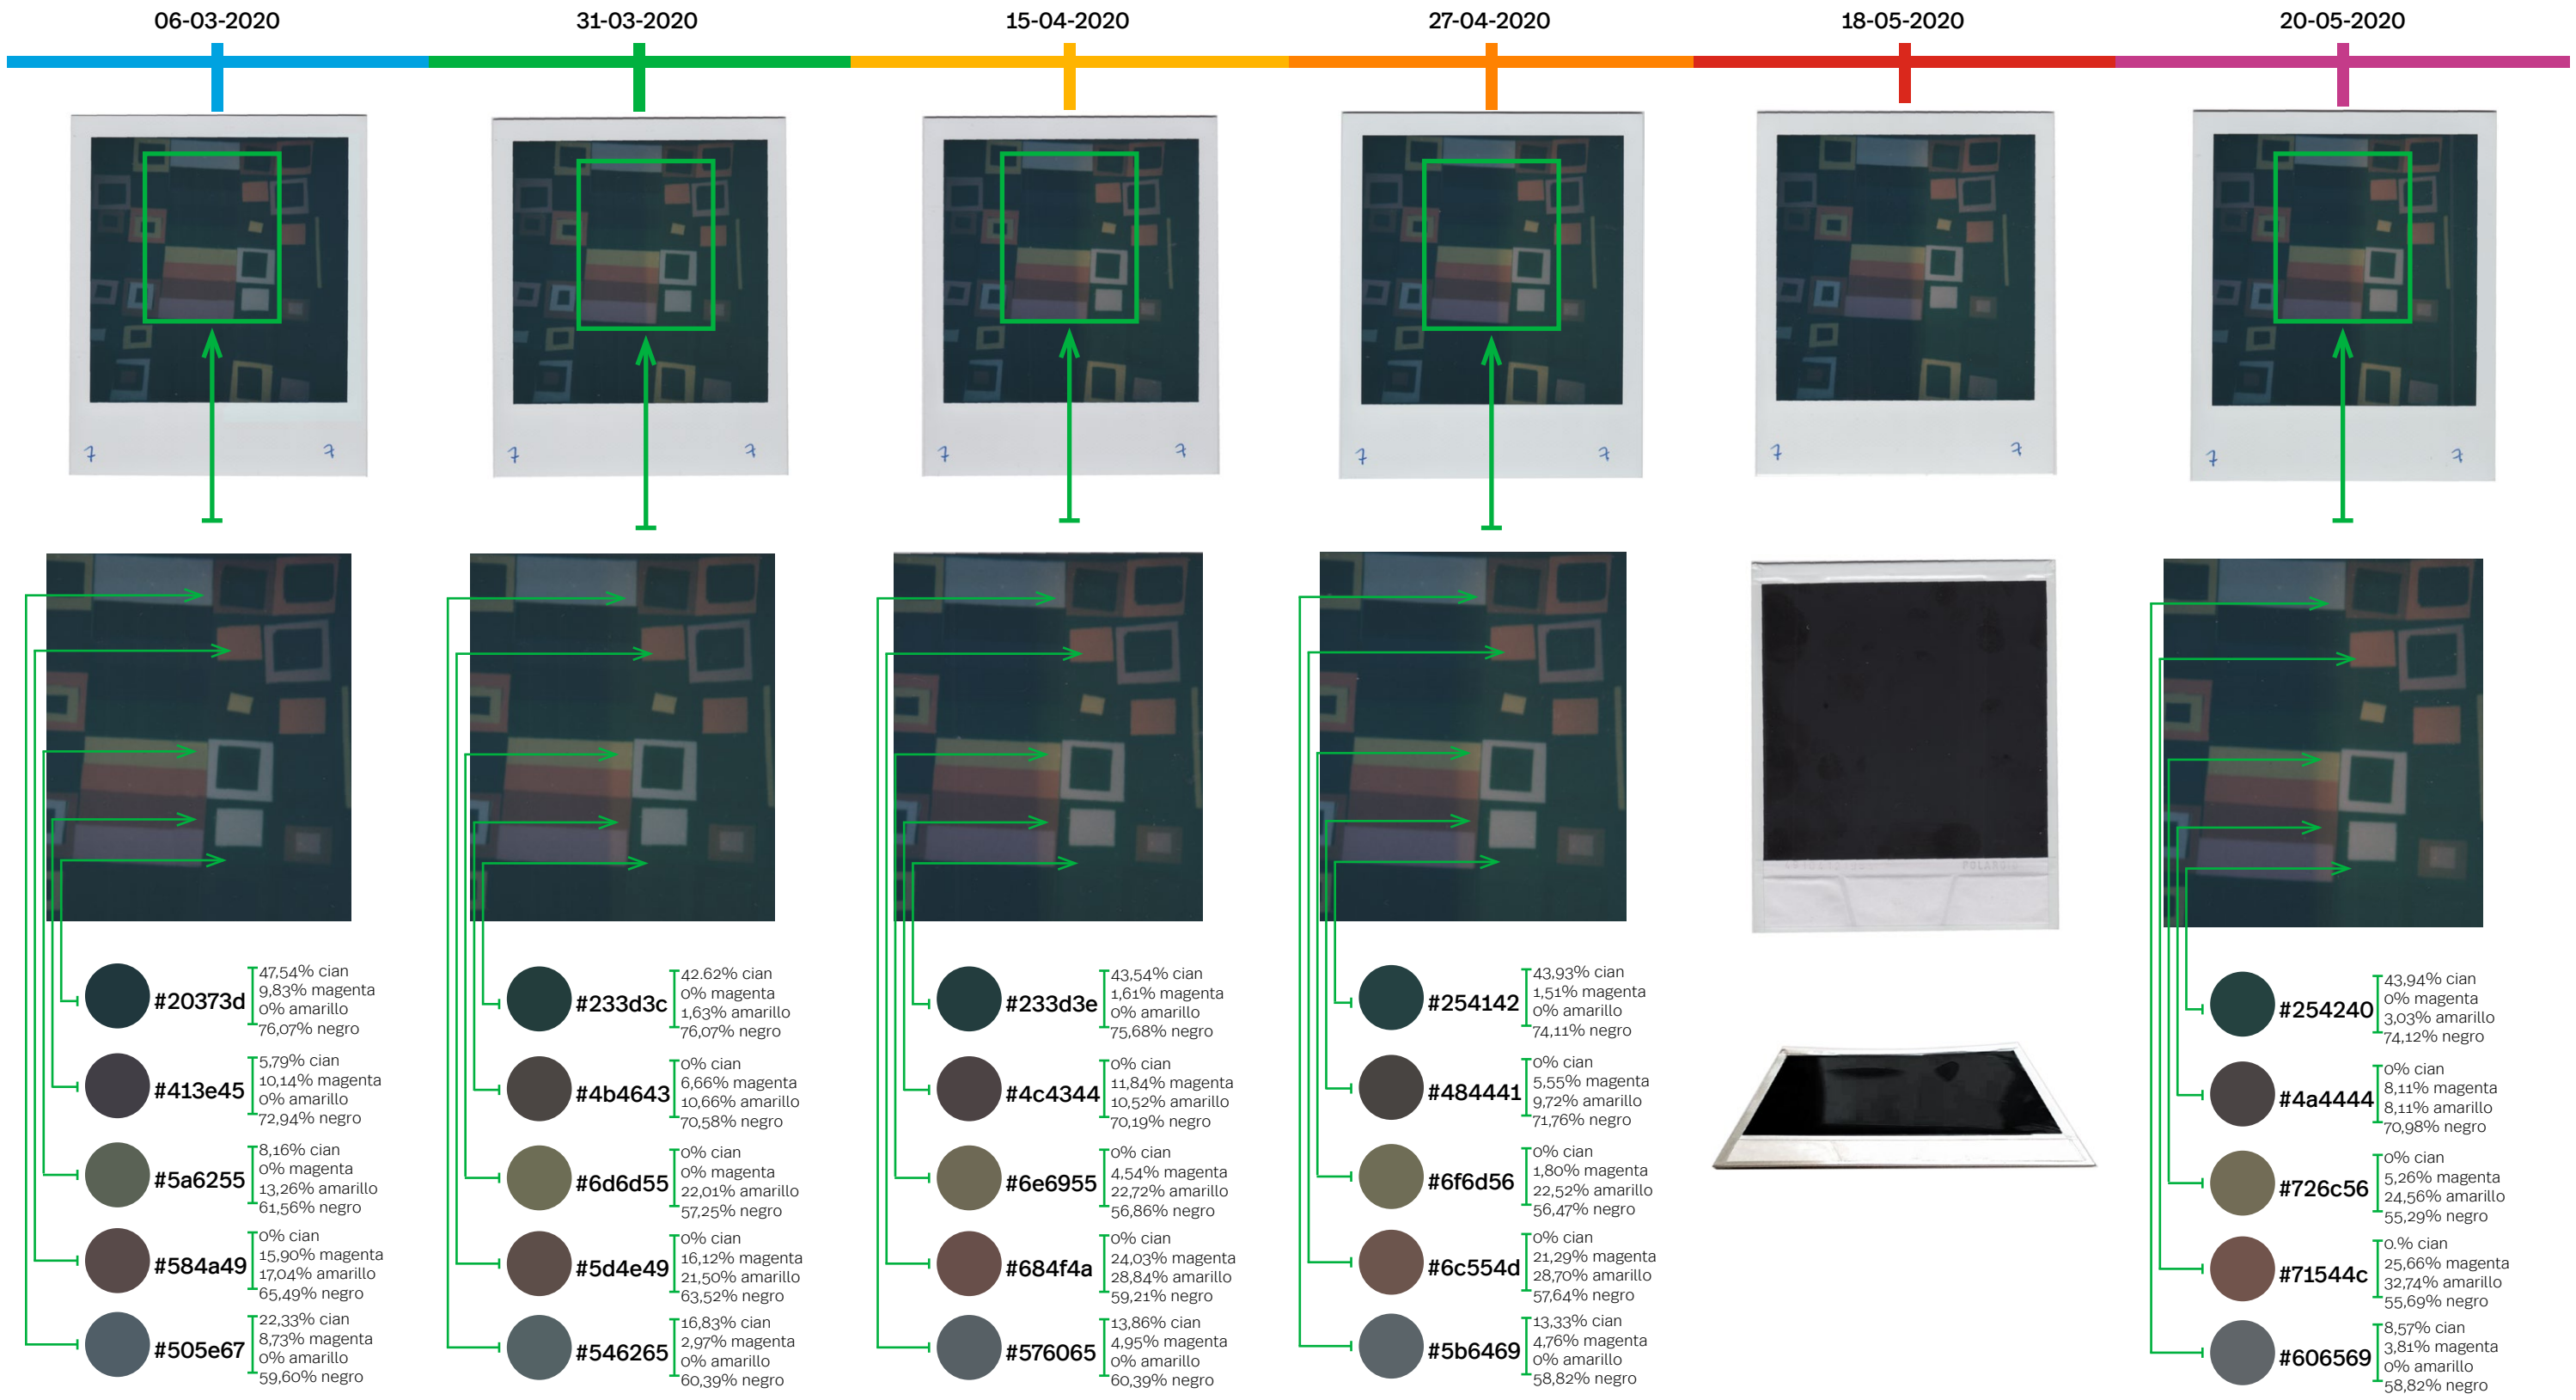 06-03-2020
31-03-2020
15-04-2020
27-04-2020
18-05-2020
20-05-2020
7 7
7 7
7 7
7 7
7 7
7 7
POLAROID
#20373d
47,54% cian
9,83% magenta
0% amarillo
76,07% negro
#413e45
5,79% cian
10,14% magenta
0% amarillo
72,94% negro
#5a6255
8,16% cian
0% magenta
13,26% amarillo
61,56% negro
#584a49
0% cian
15,90% magenta
17,04% amarillo
65,49% negro
#505e67
22,33% cian
8,73% magenta
0% amarillo
59,60% negro
#233d3c
42.62% cian
0% magenta
1,63% amarillo
76,07% negro
#4b4643
0% cian
6,66% magenta
10,66% amarillo
70,58% negro
#6d6d55
0% cian
0% magenta
22,01% amarillo
57,25% negro
#5d4e49
0% cian
16,12% magenta
21,50% amarillo
63,52% negro
#546265
16,83% cian
2,97% magenta
0% amarillo
60,39% negro
#233d3e
43,54% cian
1,61% magenta
0% amarillo
75,68% negro
#4c4344
0% cian
11,84% magenta
10,52% amarillo
70,19% negro
#6e6955
0% cian
4,54% magenta
22,72% amarillo
56,86% negro
#684f4a
0% cian
24,03% magenta
28,84% amarillo
59,21% negro
#576065
13,86% cian
4,95% magenta
0% amarillo
60,39% negro
#254142
43,93% cian
1,51% magenta
0% amarillo
74,11% negro
#484441
0% cian
5,55% magenta
9,72% amarillo
71,76% negro
#6f6d56
0% cian
1,80% magenta
22,52% amarillo
56,47% negro
#6c554d
0% cian
21,29% magenta
28,70% amarillo
57,64% negro
#5b6469
13,33% cian
4,76% magenta
0% amarillo
58,82% negro
#254240
43,94% cian
0% magenta
3,03% amarillo
74,12% negro
#4a4444
0% cian
8,11% magenta
8,11% amarillo
70,98% negro
#726c56
0% cian
5,26% magenta
24,56% amarillo
55,29% negro
#71544c
0.% cian
25,66% magenta
32,74% amarillo
55,69% negro
#606569
8,57% cian
3,81% magenta
0% amarillo
58,82% negro